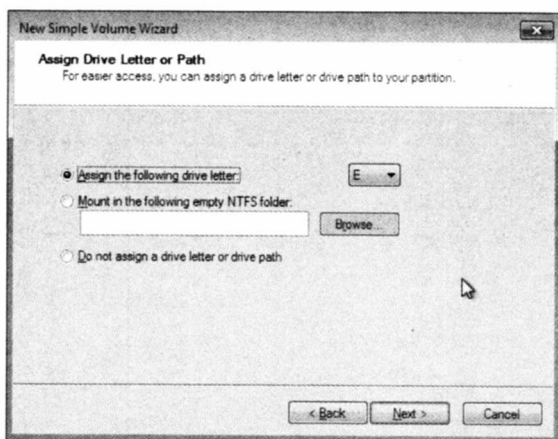 New Simple Volume Wizard
Assign Drive Letter or Path
For easier access, you can assign a drive letter or drive path to your partition.
Assign the following drive letter: E
Mount in the following empty NTFS folder:
Browse...
Do not assign a drive letter or drive path
< Back Next > Cancel